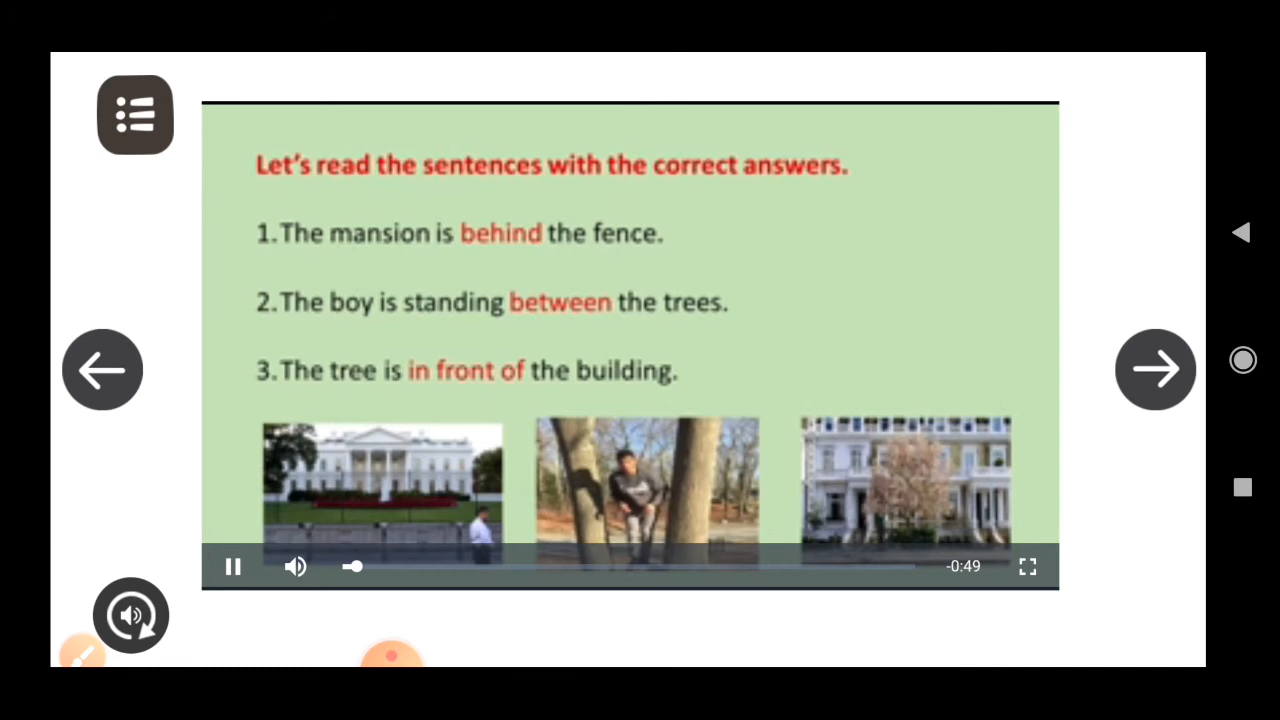 Let's read the sentences with the correct answers.
1. The mansion is behind the fence.
2. The boy is standing between the trees.
3. The tree is in front of the building.
-0:49